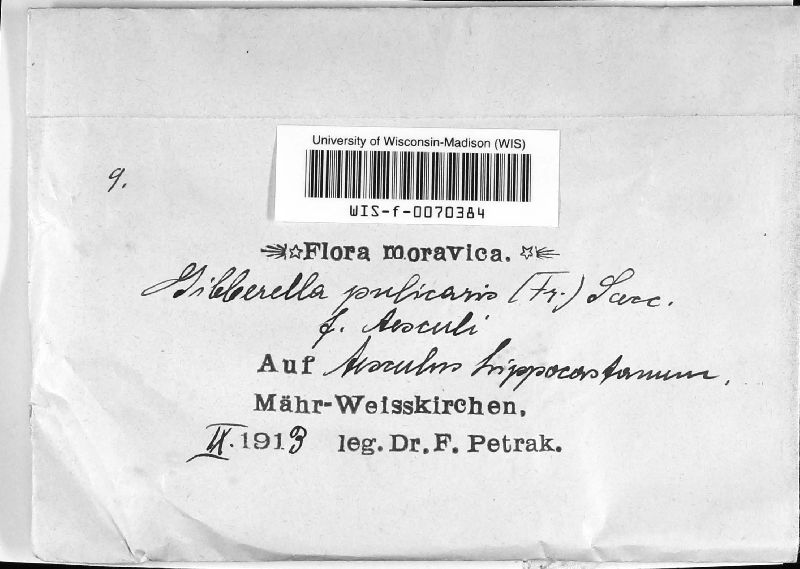 University of Wisconsin-Madison (WIS)
WIS-f-0070384
9.
Flora moravica.
Gibberella pulicaris (Fr.) Sacc.
f. Aesculi
Auf Aesculus hippocastanum.
Mähr-Weisskirchen,
IX. 1913 leg. Dr. F. Petrak.